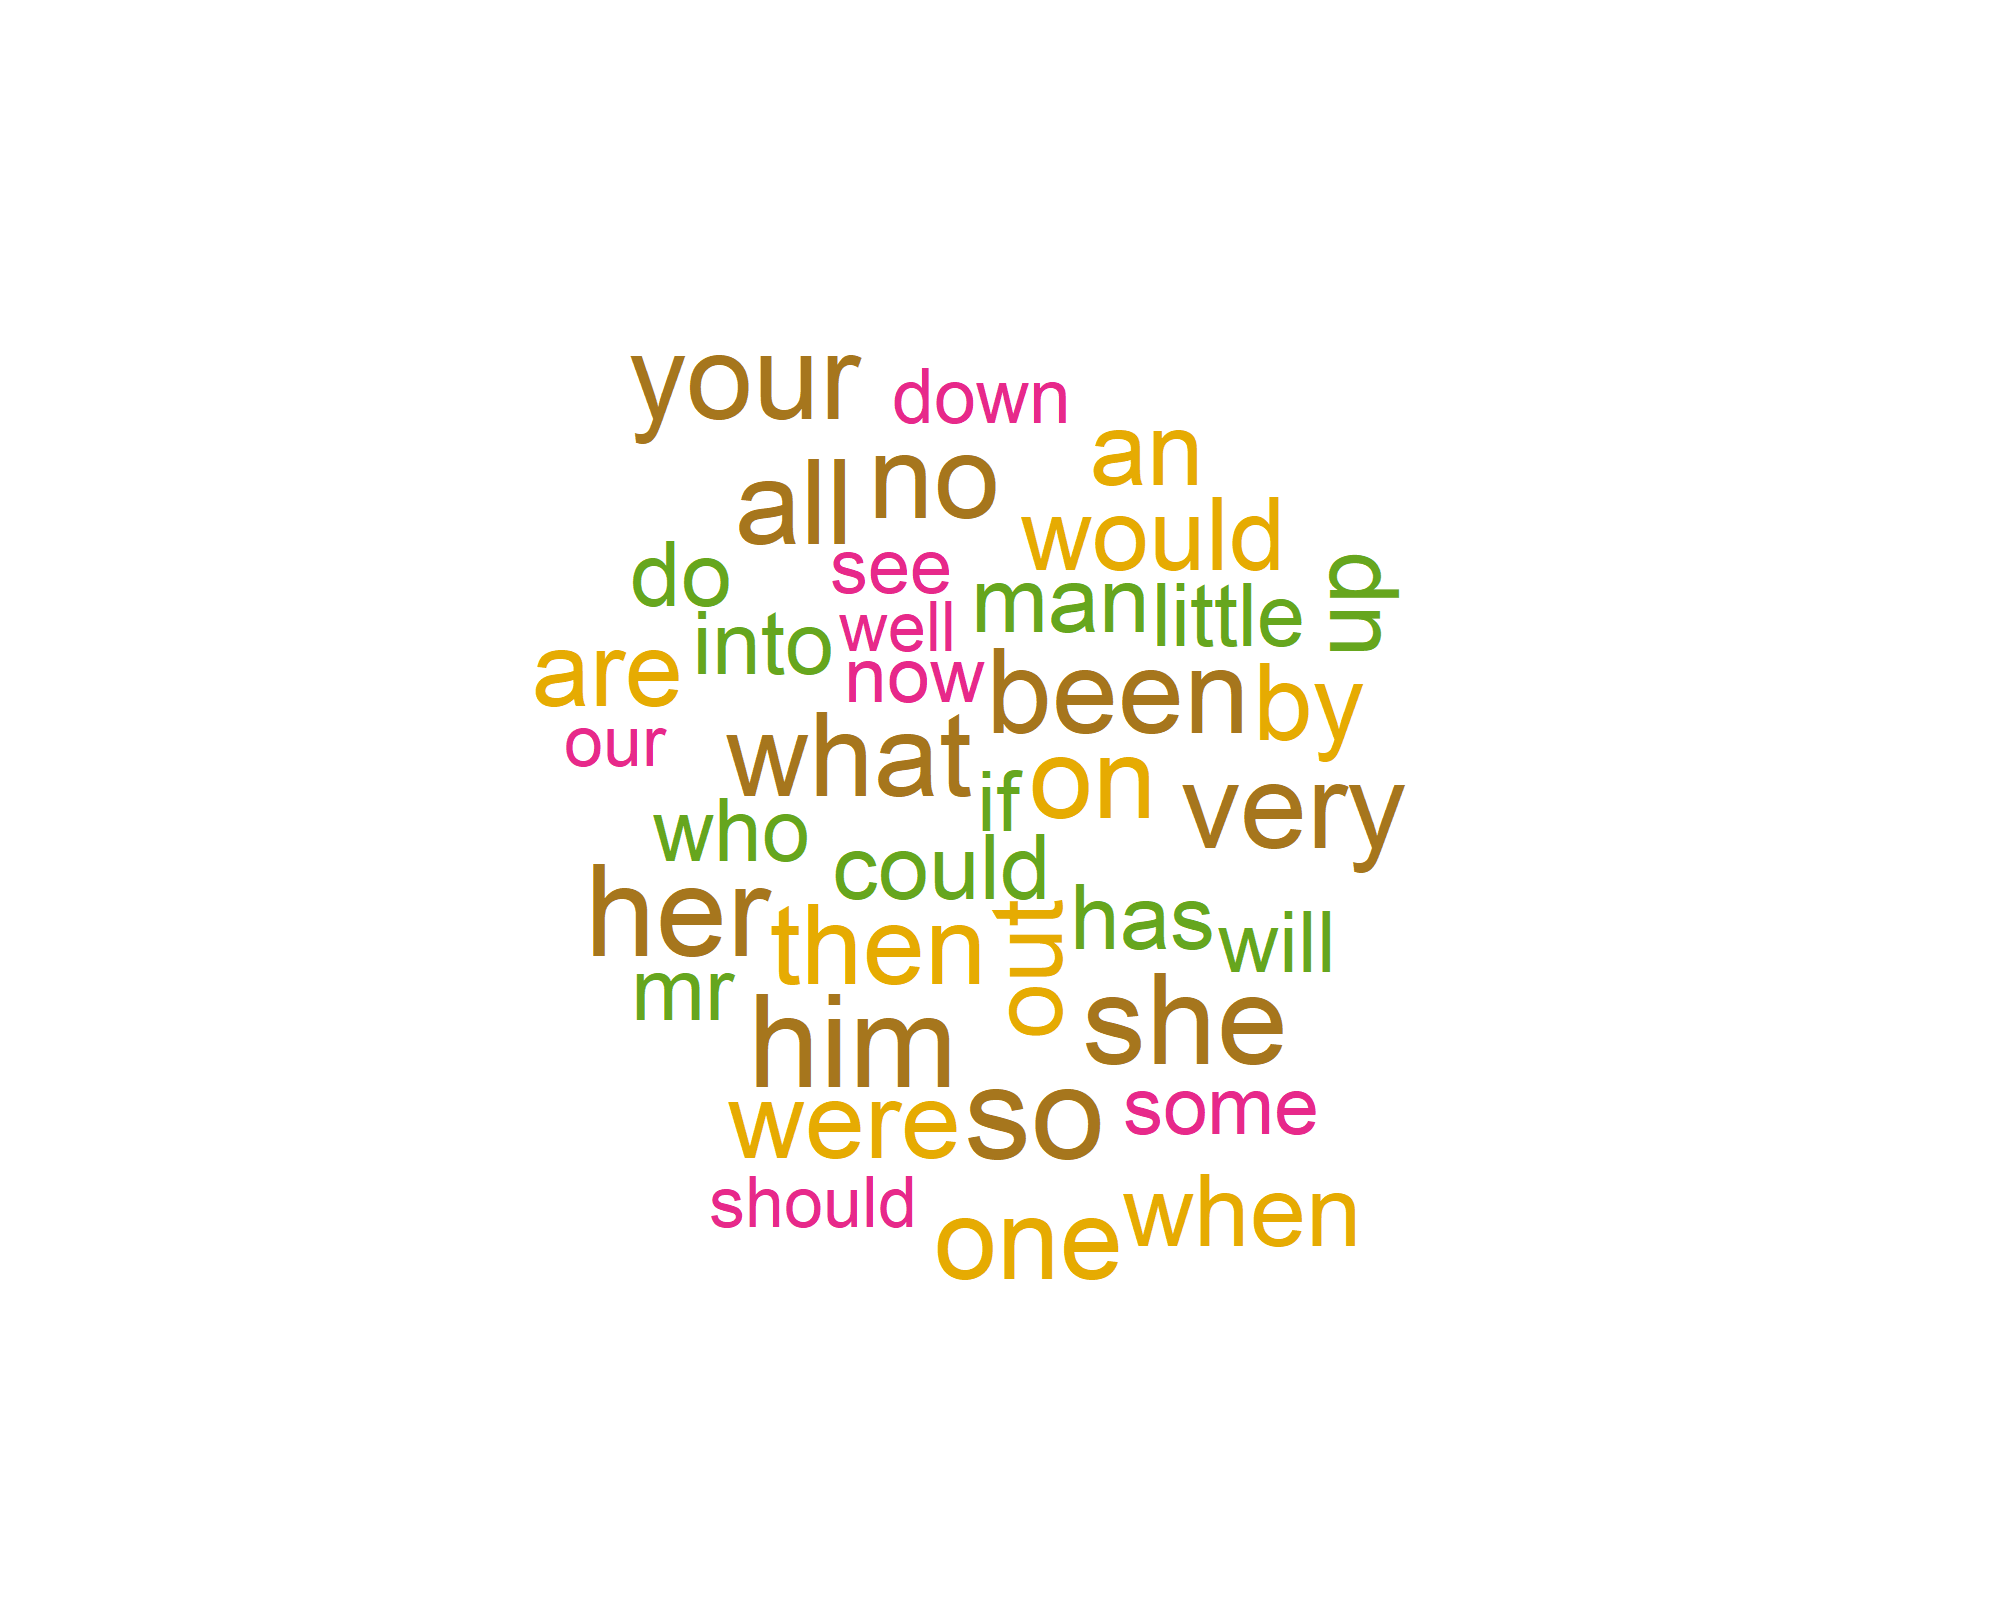 your down
an
all no
would
do see
man little up
into well
are now been by
our what if on very
who could
her then out has will
mr him she
were so some
should one when